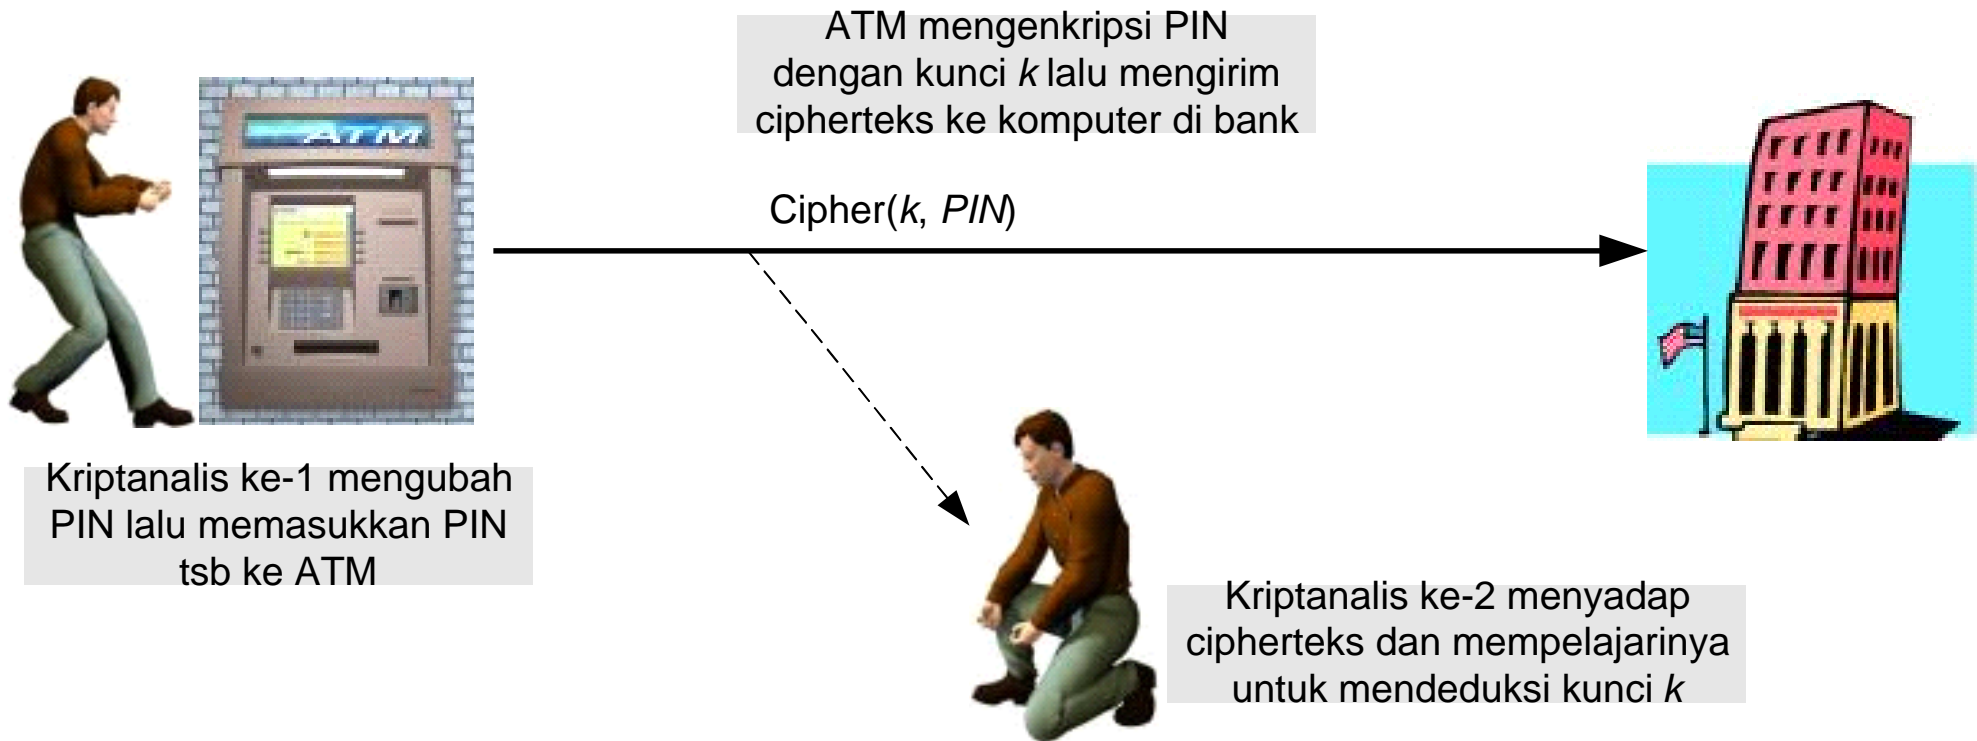 ATM mengenkripsi PIN
dengan kunci k lalu mengirim
cipherteks ke komputer di bank
ATM
Cipher(k, PIN)
Kriptanalis ke-1 mengubah
PIN lalu memasukkan PIN
tsb ke ATM
Kriptanalis ke-2 menyadap
cipherteks dan mempelajarinya
untuk mendeduksi kunci k